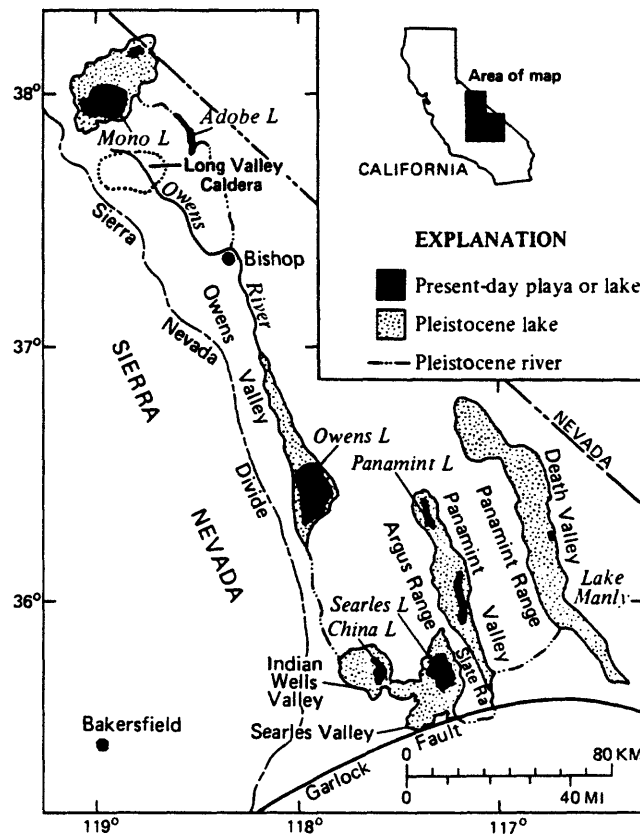 38°
37°
36°
119°
118°
117°
Area of map
CALIFORNIA
EXPLANATION
Present-day playa or lake
Pleistocene lake
Pleistocene river
Mono L
Adobe L
Long Valley
Caldera
Owens
River
Sierra
Nevada
Divide
Bishop
Owens
Valley
SIERRA
NEVADA
Owens L
Panamint L
NEVADA
Death Valley
Panamint Range
Panamint
Valley
Argus Range
Lake
Manly
Searles L
China L
Slate Ra
Indian
Wells
Valley
Searles Valley
Bakersfield
Garlock
Fault
0
80 KM
0
40 MI